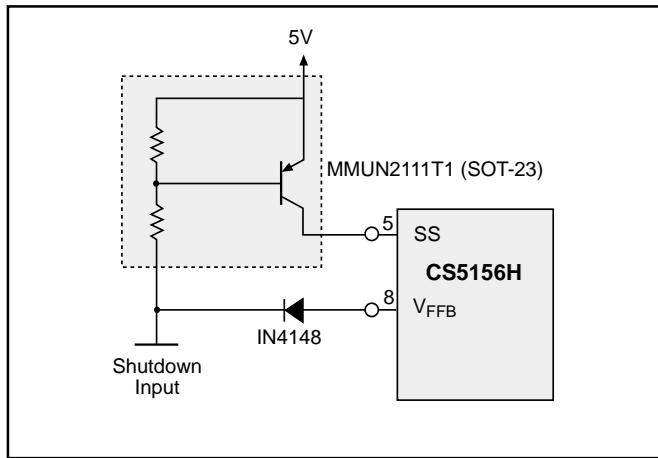 5V
MMUN2111T1 (SOT-23)
5
SS
CS5156H
8
VFFB
IN4148
Shutdown
Input